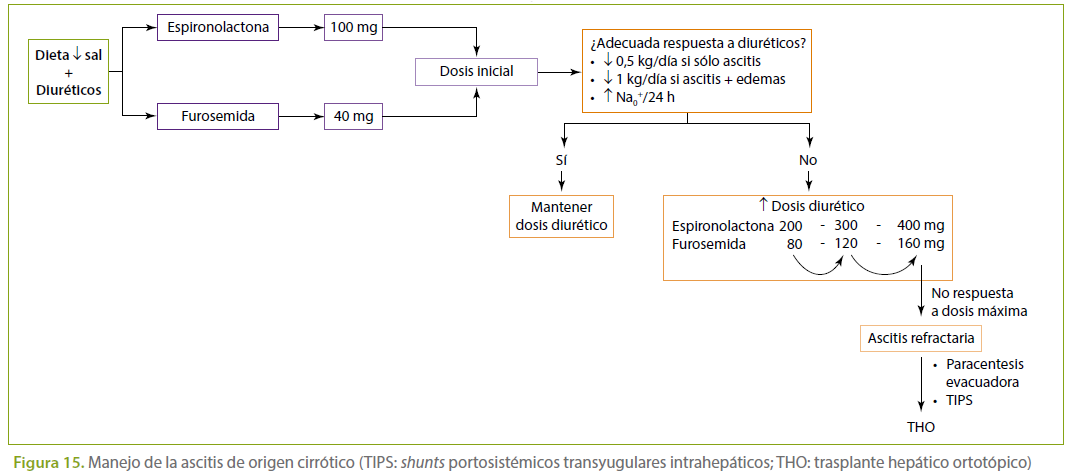 Dieta ↓ sal
+
Diuréticos
Espironolactona
100 mg
Furosemida
40 mg
Dosis inicial
¿Adecuada respuesta a diuréticos?
• ↓ 0,5 kg/día si sólo ascitis
• ↓ 1 kg/día si ascitis + edemas
• ↑ Na₀⁺/24 h
Sí
No
Mantener
dosis diurético
↑ Dosis diurético
Espironolactona 200 - 300 - 400 mg
Furosemida 80 - 120 - 160 mg
No respuesta
a dosis máxima
Ascitis refractaria
• Paracentesis
evacuadora
• TIPS
THO
Figura 15. Manejo de la ascitis de origen cirrótico (TIPS: shunts portosistémicos transyugulares intrahepáticos; THO: trasplante hepático ortotópico)